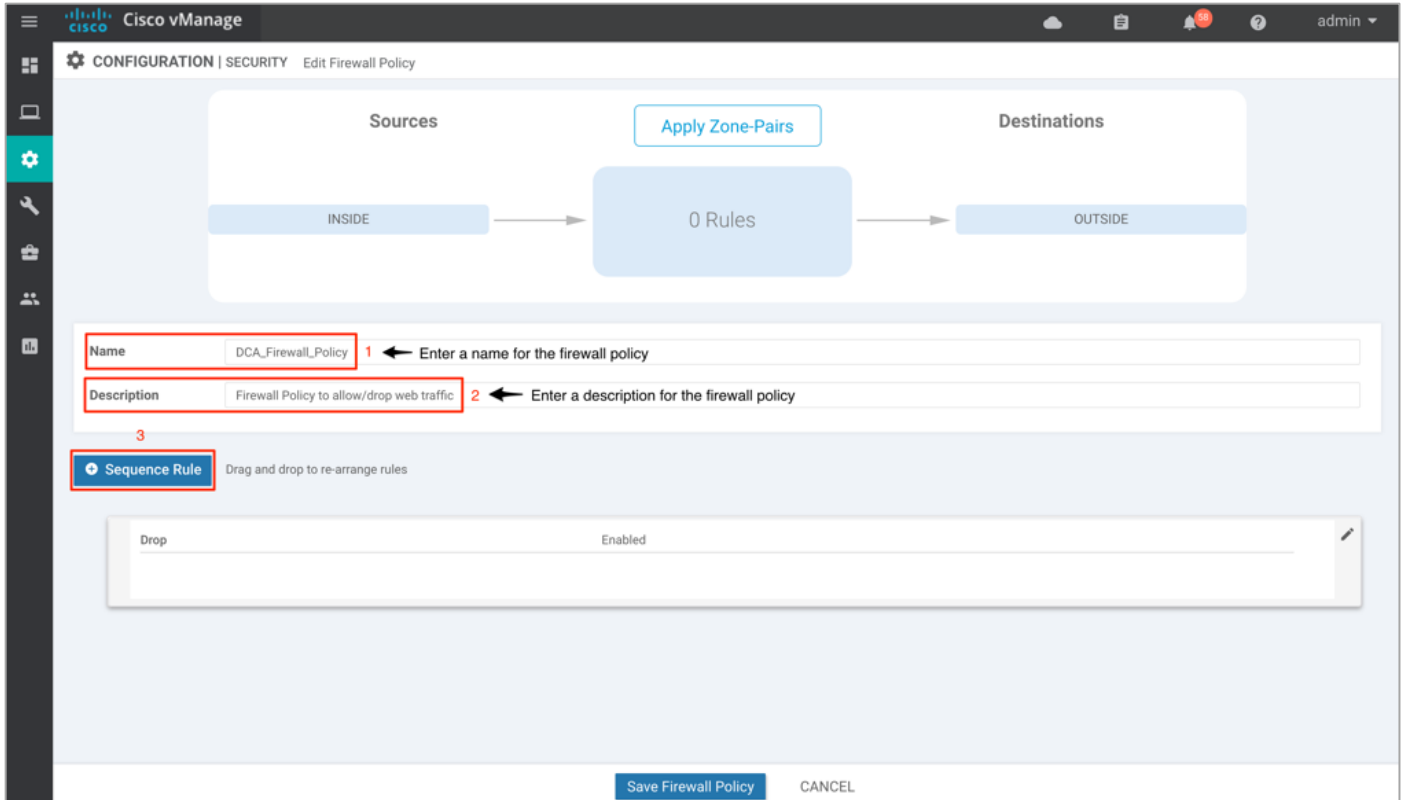 cisco Cisco vManage 58 admin
CONFIGURATION | SECURITY Edit Firewall Policy
Sources Apply Zone-Pairs Destinations
INSIDE 0 Rules OUTSIDE
Name DCA_Firewall_Policy 1 Enter a name for the firewall policy
Description Firewall Policy to allow/drop web traffic 2 Enter a description for the firewall policy
3
Sequence Rule Drag and drop to re-arrange rules
Drop Enabled
Save Firewall Policy CANCEL